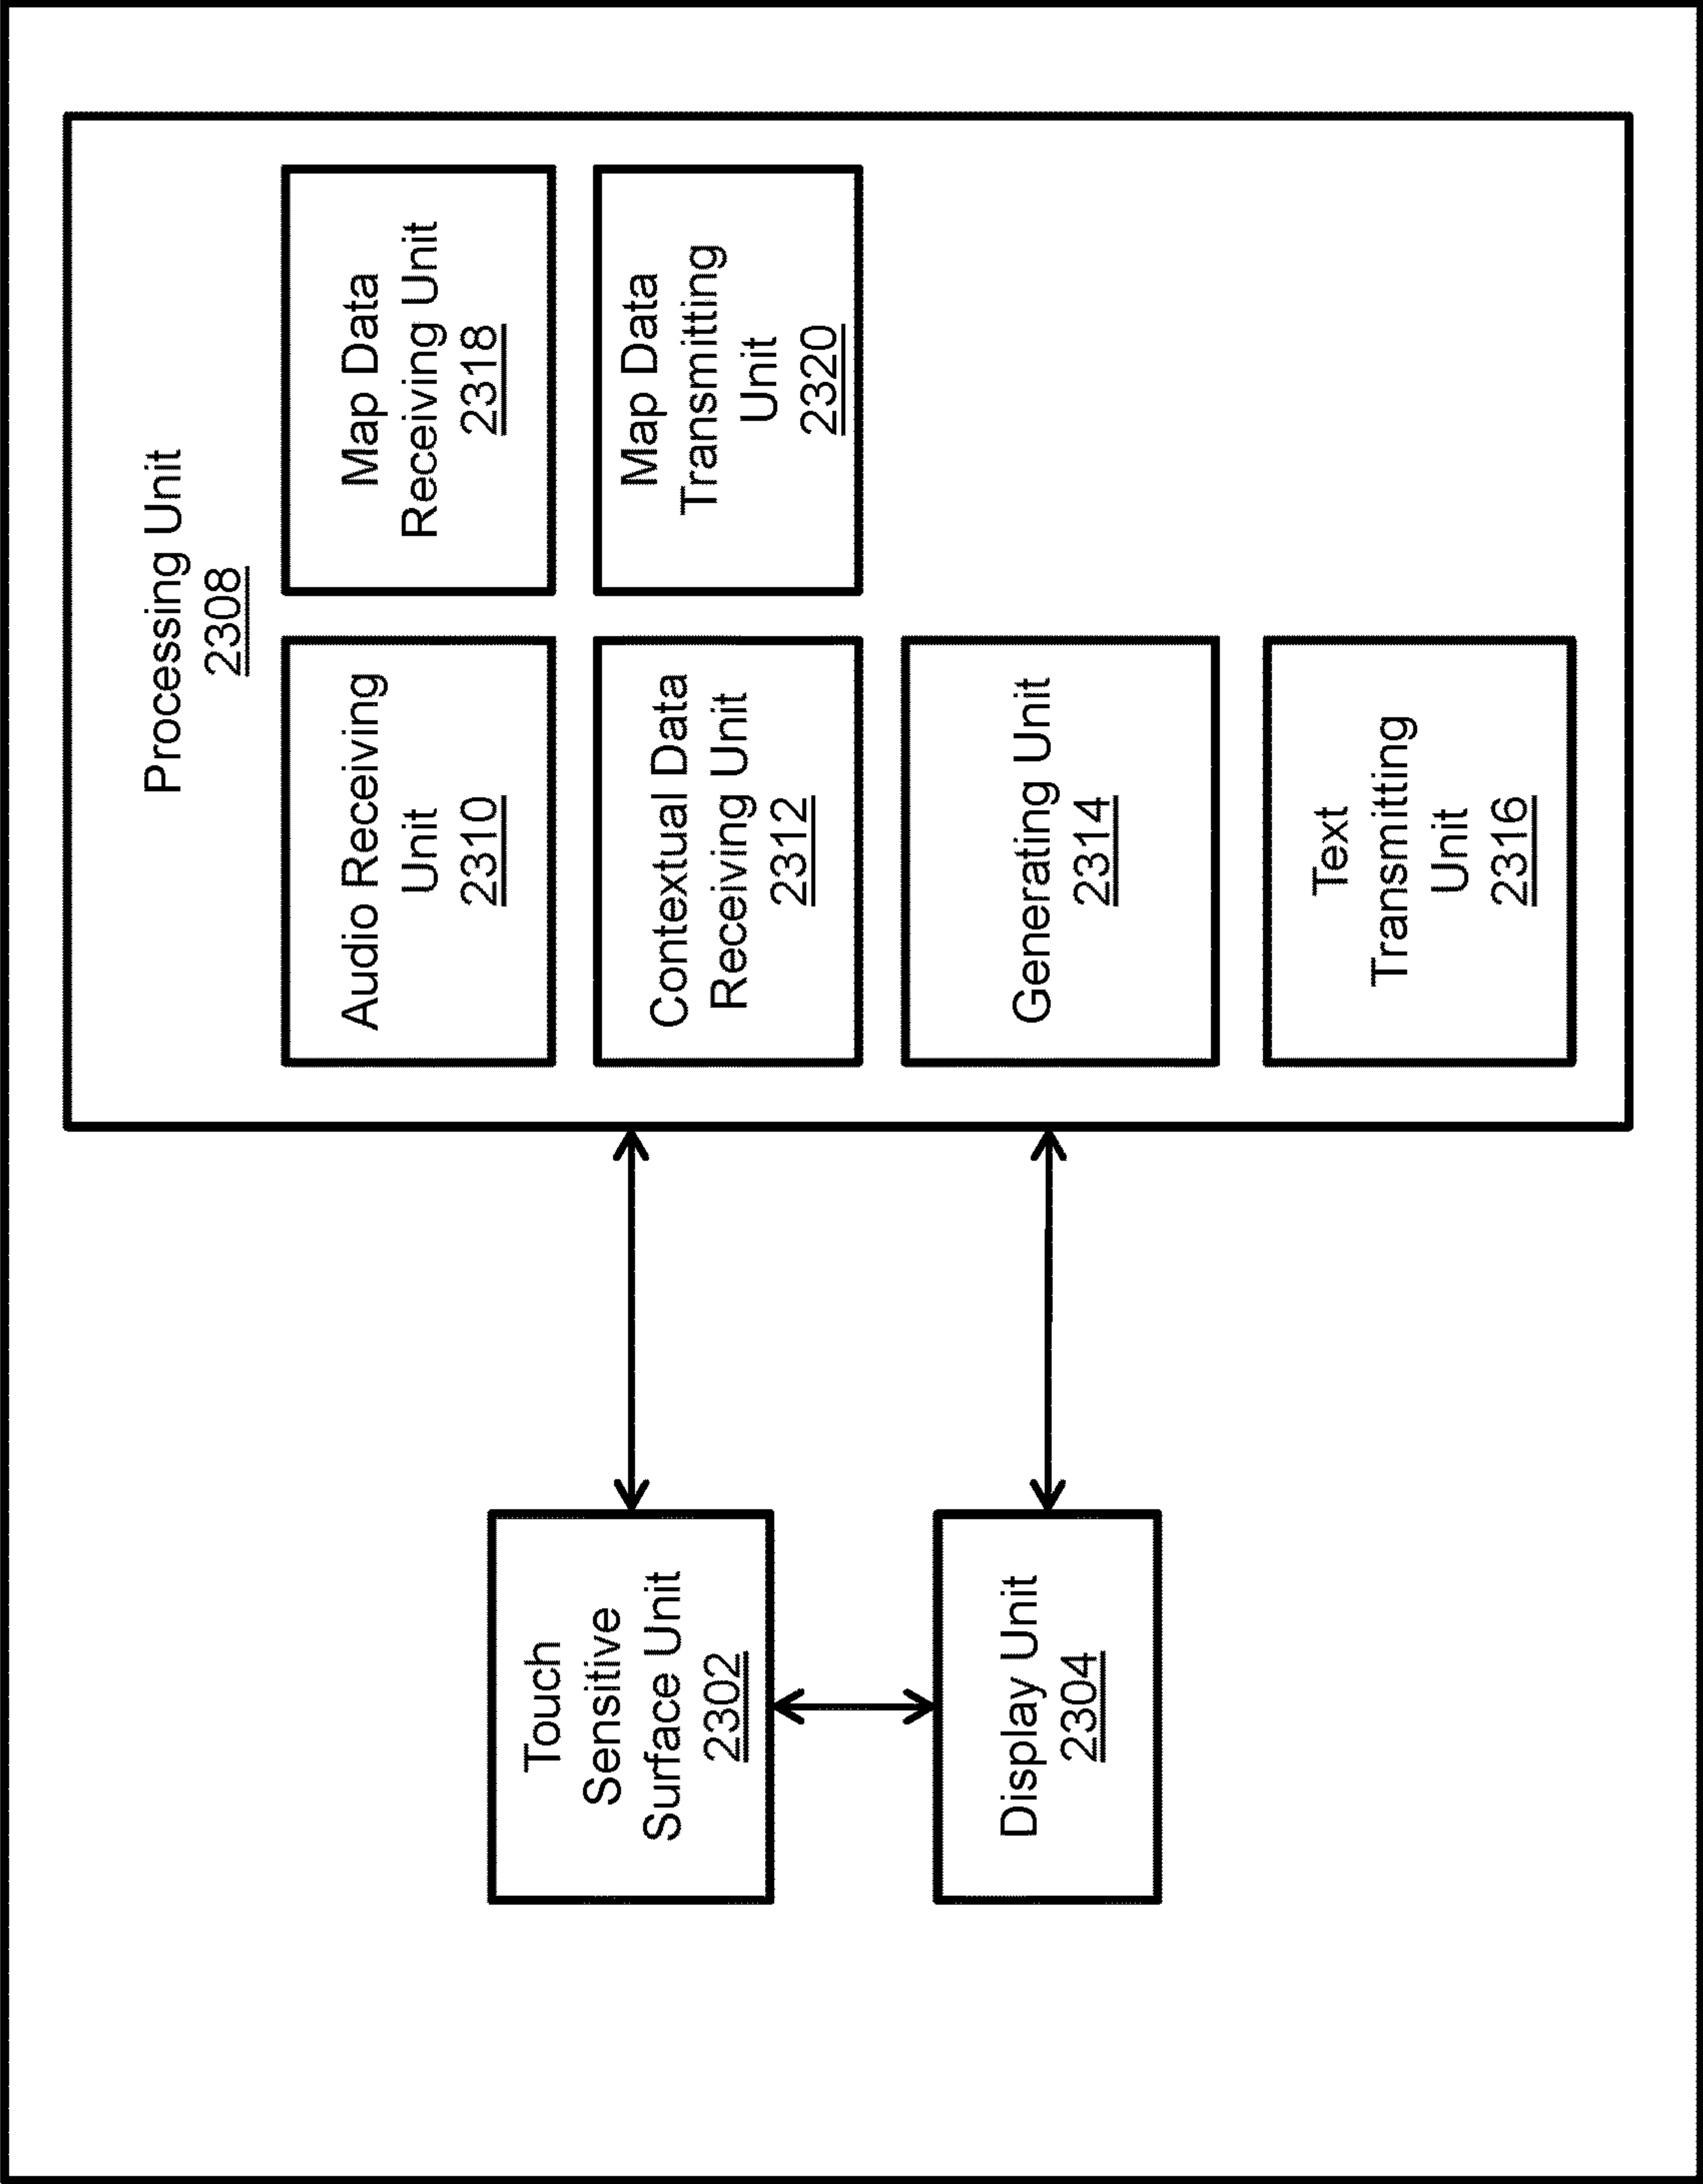 Processing Unit
2308
Touch
Sensitive
Surface Unit
2302
Display Unit
2304
Audio Receiving
Unit
2310
Map Data
Receiving Unit
2318
Contextual Data
Receiving Unit
2312
Map Data
Transmitting
Unit
2320
Generating Unit
2314
Text
Transmitting
Unit
2316